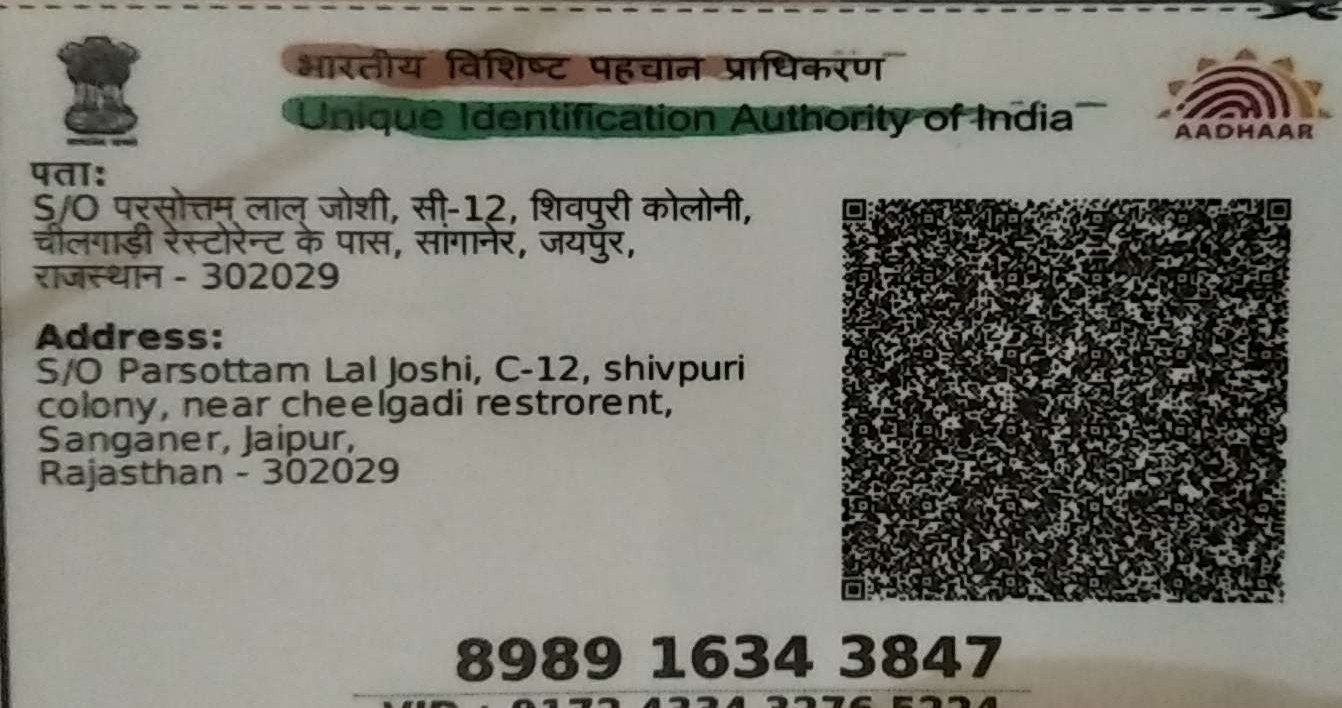 भारतीय विशिष्ट पहचान प्राधिकरण
Unique Identification Authority of India
AADHAAR
पता:
S/O परसोत्तम लाल जोशी, सी-12, शिवपुरी कोलोनी,
चीलगाड़ी रेस्टोरेन्ट के पास, सांगानेर, जयपुर,
राजस्थान - 302029
Address:
S/O Parsottam Lal Joshi, C-12, shivpuri
colony, near cheelgadi restrorent,
Sanganer, Jaipur,
Rajasthan - 302029
8989 1634 3847
VID :